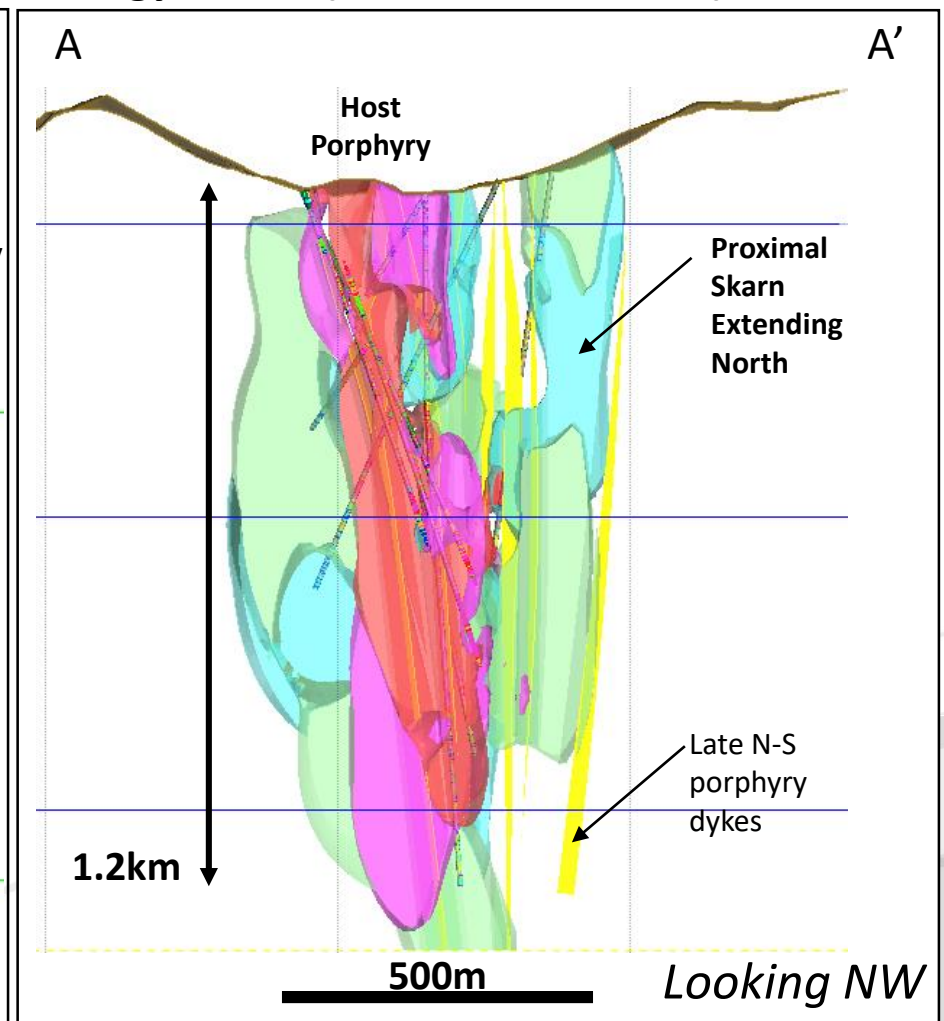 A
A’
Host
Porphyry
Proximal
Skarn
Extending
North
Late N-S
porphyry
dykes
1.2km
500m
Looking NW